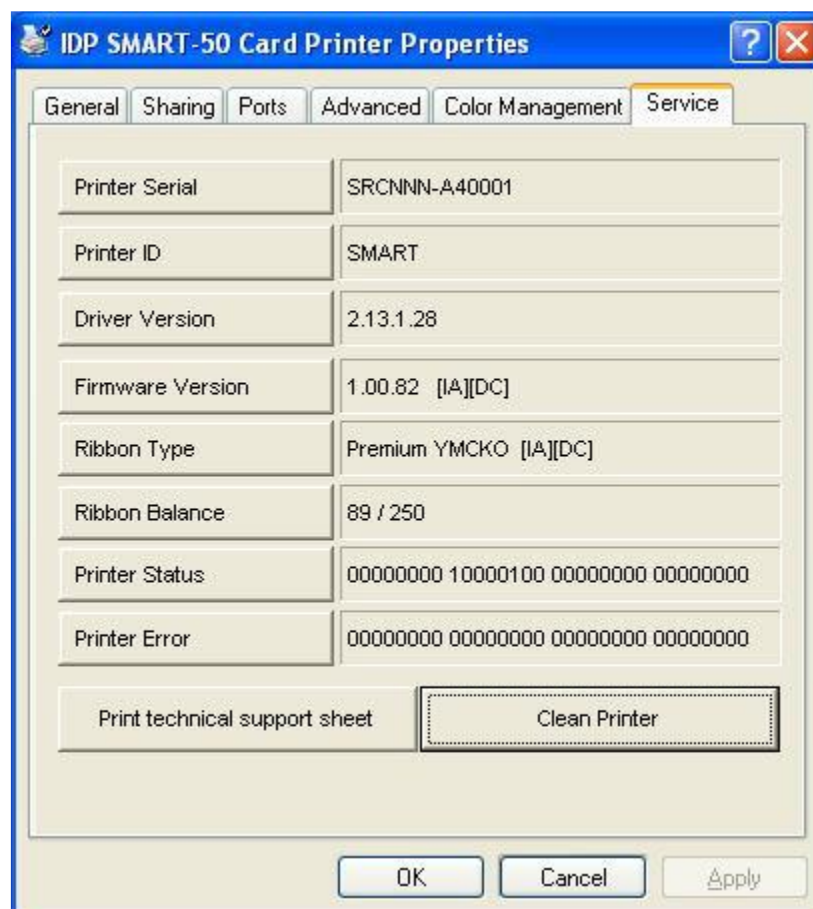 IDP SMART-50 Card Printer Properties
General Sharing Ports Advanced Color Management Service
Printer Serial SRCNNN-A40001
Printer ID SMART
Driver Version 2.13.1.28
Firmware Version 1.00.82 [IA][DC]
Ribbon Type Premium YMCKO [IA][DC]
Ribbon Balance 89 / 250
Printer Status 00000000 10000100 00000000 00000000
Printer Error 00000000 00000000 00000000 00000000
Print technical support sheet Clean Printer
OK Cancel Apply